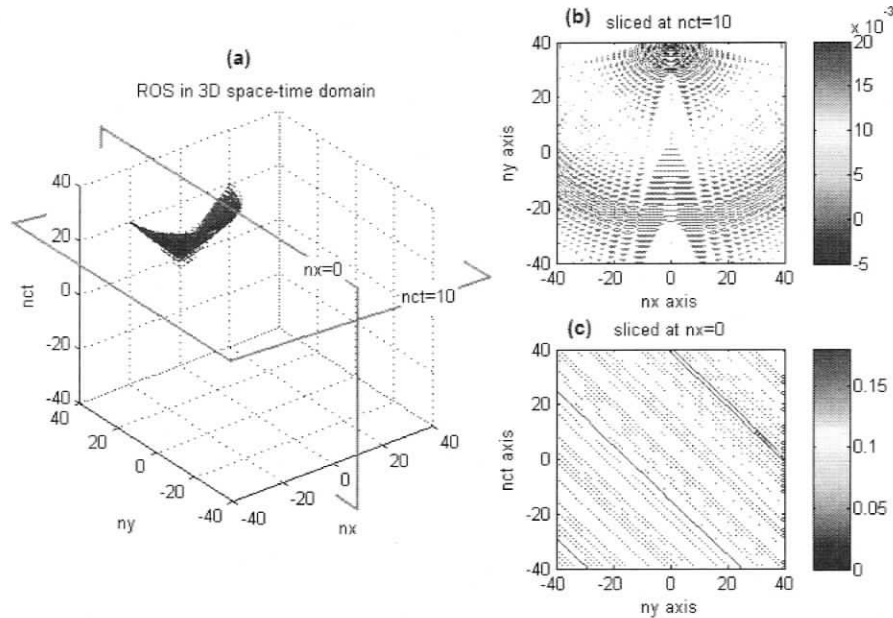 (a)
ROS in 3D space-time domain
40
20
0
-20
-40
nct
40
20
0
-20
-40
ny
-40
-20
0
20
40
nx
nx=0
nct=10
(b) sliced at nct=10
40
20
0
-20
-40
ny axis
-40 -20 0 20 40
nx axis
x 10-3
20
15
10
5
0
-5
(c) sliced at nx=0
40
20
0
-20
-40
nct axis
-40 -20 0 20 40
ny axis
0.15
0.1
0.05
0